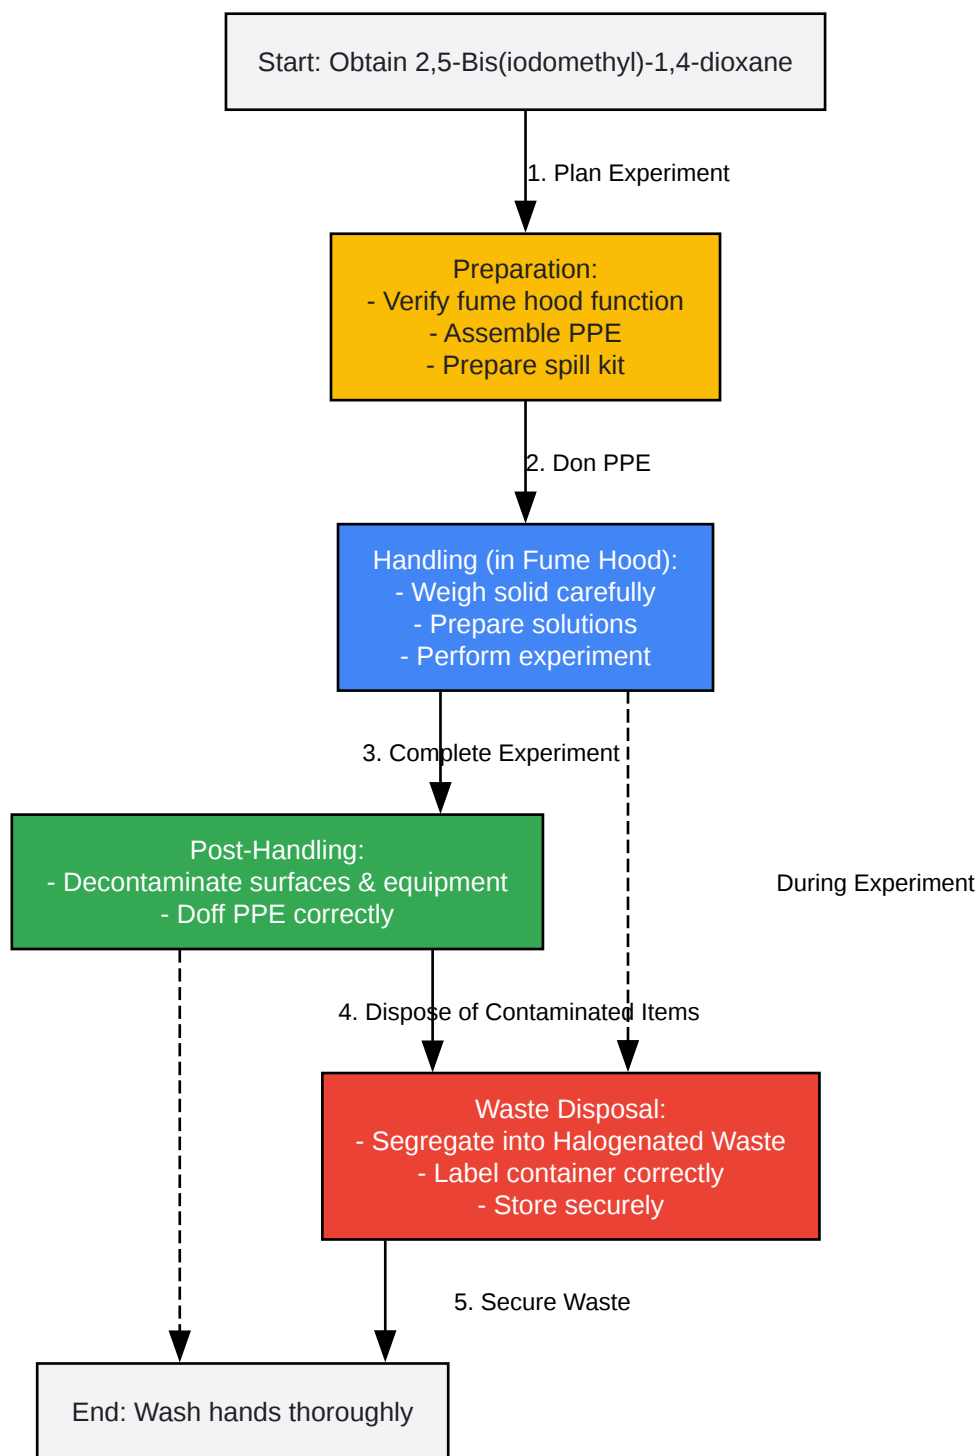 Start: Obtain 2,5-Bis(iodomethyl)-1,4-dioxane
1. Plan Experiment
Preparation:
- Verify fume hood function
- Assemble PPE
- Prepare spill kit
2. Don PPE
Handling (in Fume Hood):
- Weigh solid carefully
- Prepare solutions
- Perform experiment
3. Complete Experiment
Post-Handling:
- Decontaminate surfaces & equipment
- Doff PPE correctly
During Experiment
4. Dispose of Contaminated Items
Waste Disposal:
- Segregate into Halogenated Waste
- Label container correctly
- Store securely
5. Secure Waste
End: Wash hands thoroughly